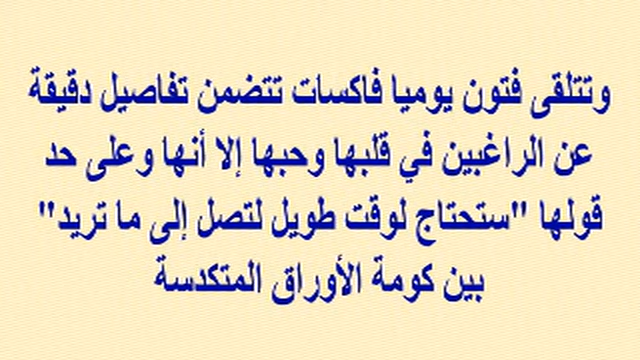 وتتلقى فتون يوميا فاكسات تتضمن تفاصيل دقيقة
عن الراغبين في قلبها وحبها إلا أنها وعلى حد
قولها "ستحتاج لوقت طويل لتصل إلى ما تريد"
بين كومة الأوراق المتكدسة